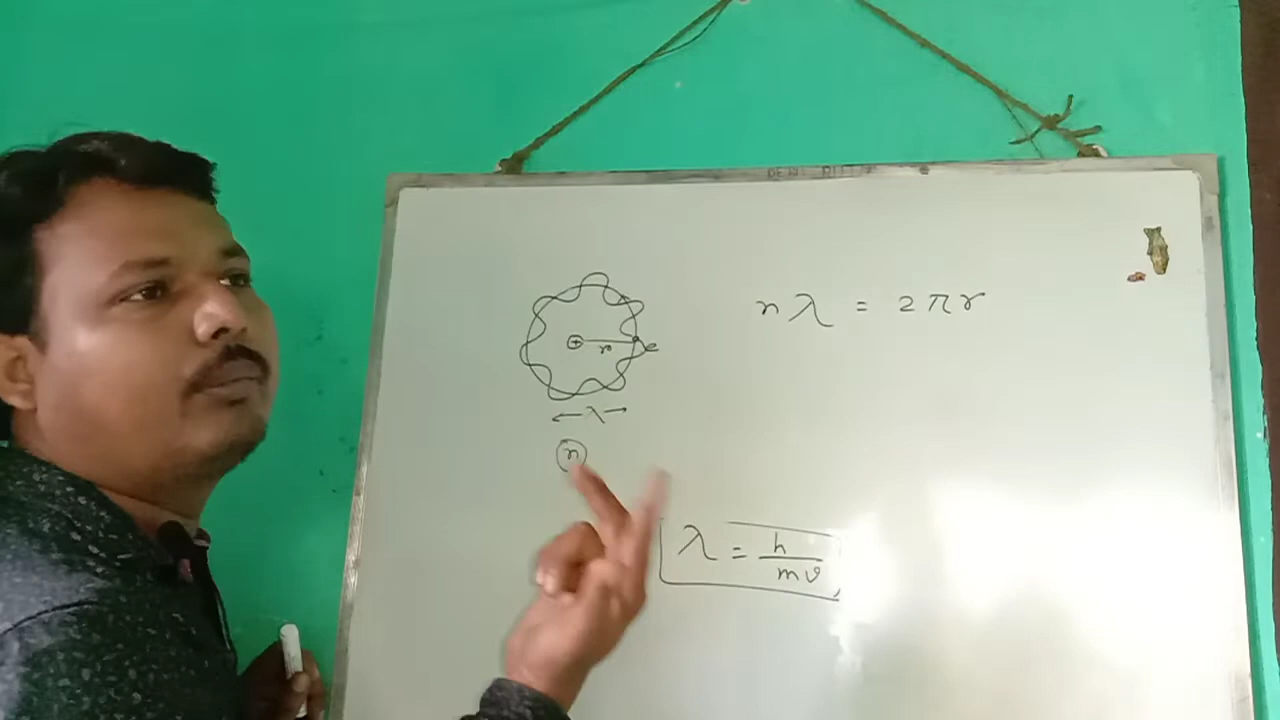 nλ = 2πr
+
r
e
←λ→
n
λ = h/mv